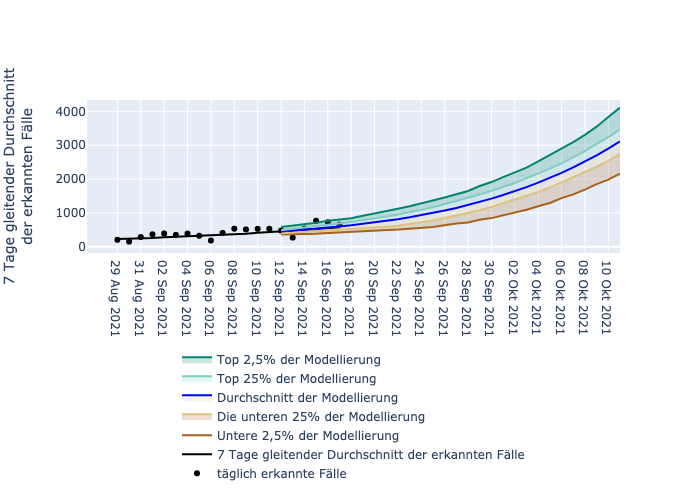 7 Tage gleitender Durchschnitt
der erkannten Fälle
4000
3000
2000
1000
0
29 Aug 2021
31 Aug 2021
02 Sep 2021
04 Sep 2021
06 Sep 2021
08 Sep 2021
10 Sep 2021
12 Sep 2021
14 Sep 2021
16 Sep 2021
18 Sep 2021
20 Sep 2021
22 Sep 2021
24 Sep 2021
26 Sep 2021
28 Sep 2021
30 Sep 2021
02 Okt 2021
04 Okt 2021
06 Okt 2021
08 Okt 2021
10 Okt 2021
Top 2,5% der Modellierung
Top 25% der Modellierung
Durchschnitt der Modellierung
Die unteren 25% der Modellierung
Untere 2,5% der Modellierung
7 Tage gleitender Durchschnitt der erkannten Fälle
täglich erkannte Fälle